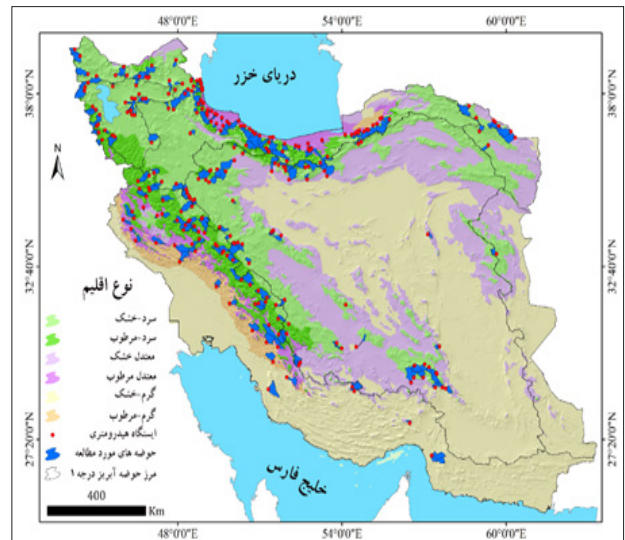 48°0'0"E 54°0'0"E 60°0'0"E
38°0'0"N
38°0'0"N
دریای خزر
N
32°40'0"N
32°40'0"N
نوع اقلیم
سرد-خشک
سرد-مرطوب
معتدل خشک
معتدل مرطوب
گرم-خشک
گرم-مرطوب
ایستگاه هیدرومتری
حوضه های مورد مطالعه
مرز حوضه آبریز درجه ۱
27°20'0"N
27°20'0"N
خلیج فارس
400
Km
48°0'0"E 54°0'0"E 60°0'0"E